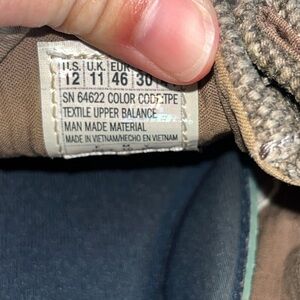 U.S. U.K. EUR
12 11 46 30
SN 64622 COLOR CODE:TPE
TEXTILE UPPER BALANCE
MAN MADE MATERIAL
MADE IN VIETNAM/HECHO EN VIETNAM